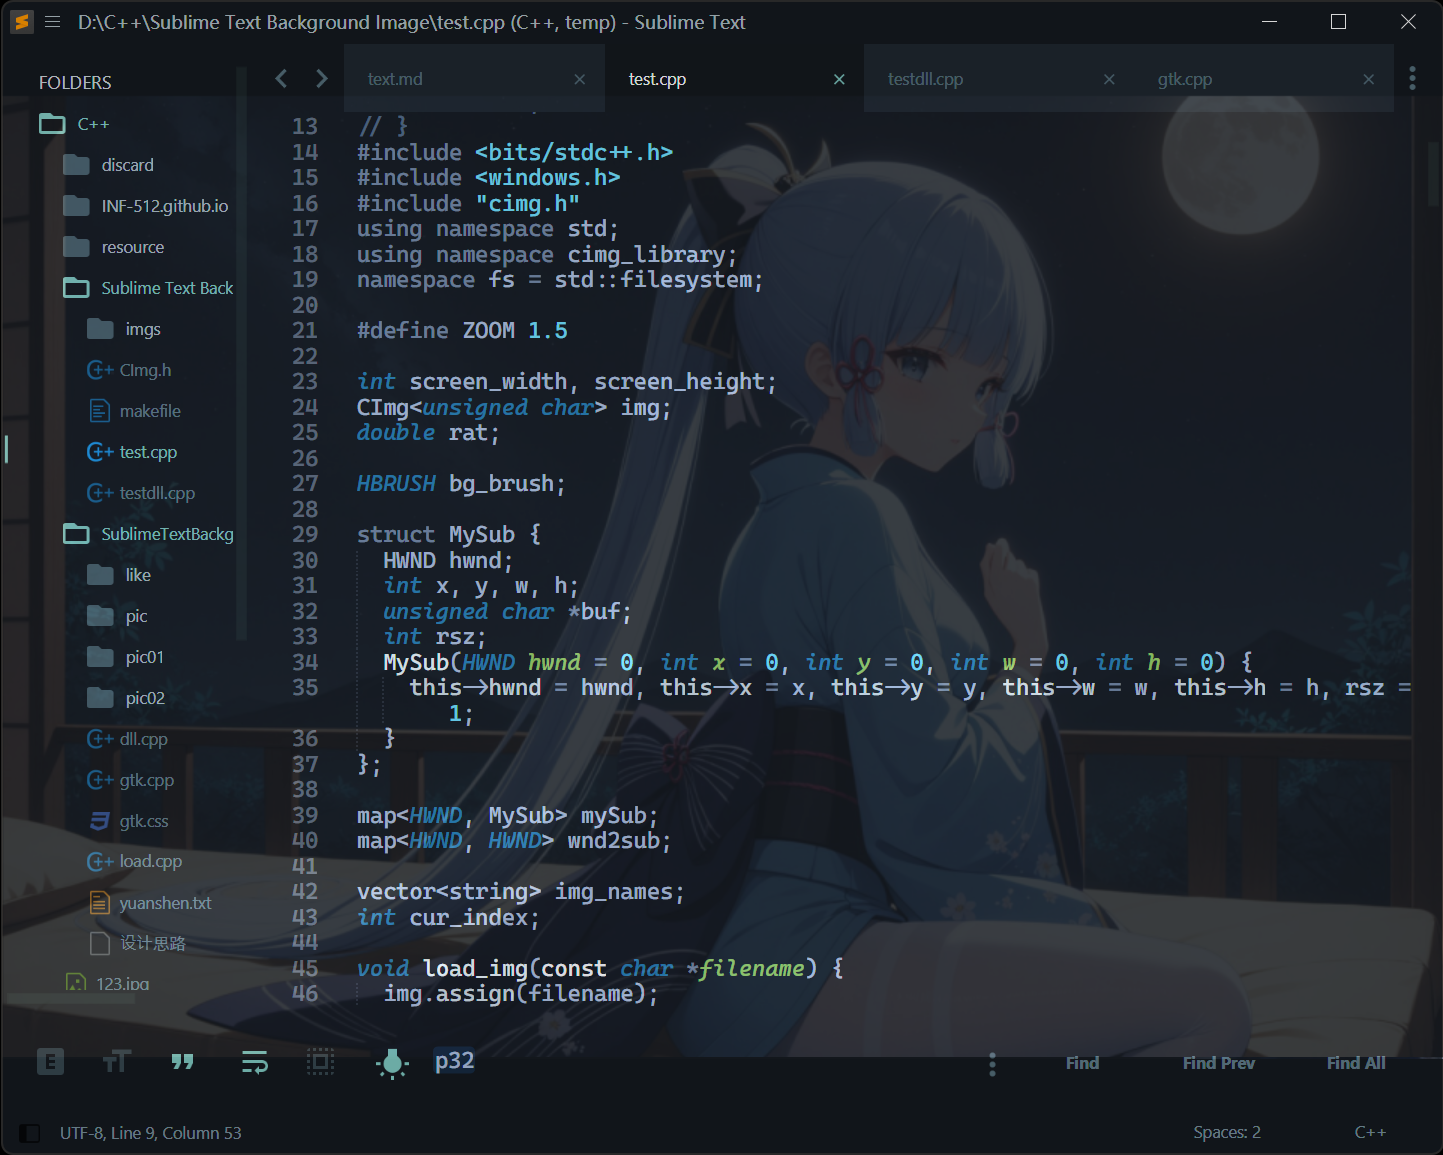 D:\C++\Sublime Text Background Image\test.cpp (C++, temp) - Sublime Text
FOLDERS
C++
discard
INF-512.github.io
resource
Sublime Text Back
imgs
CImg.h
makefile
test.cpp
testdll.cpp
SublimeTextBackg
like
pic
pic01
pic02
dll.cpp
gtk.cpp
gtk.css
load.cpp
yuanshen.txt
设计思路
123.jpg
text.md
test.cpp
testdll.cpp
gtk.cpp
13 // }
14 #include <bits/stdc++.h>
15 #include <windows.h>
16 #include "cimg.h"
17 using namespace std;
18 using namespace cimg_library;
19 namespace fs = std::filesystem;
20
21 #define ZOOM 1.5
22
23 int screen_width, screen_height;
24 CImg<unsigned char> img;
25 double rat;
26
27 HBRUSH bg_brush;
28
29 struct MySub {
30 HWND hwnd;
31 int x, y, w, h;
32 unsigned char *buf;
33 int rsz;
34 MySub(HWND hwnd = 0, int x = 0, int y = 0, int w = 0, int h = 0) {
35 this->hwnd = hwnd, this->x = x, this->y = y, this->w = w, this->h = h, rsz =
1;
36 }
37 };
38
39 map<HWND, MySub> mySub;
40 map<HWND, HWND> wnd2sub;
41
42 vector<string> img_names;
43 int cur_index;
44
45 void load_img(const char *filename) {
46 img.assign(filename);
p32
Find
Find Prev
Find All
UTF-8, Line 9, Column 53
Spaces: 2
C++